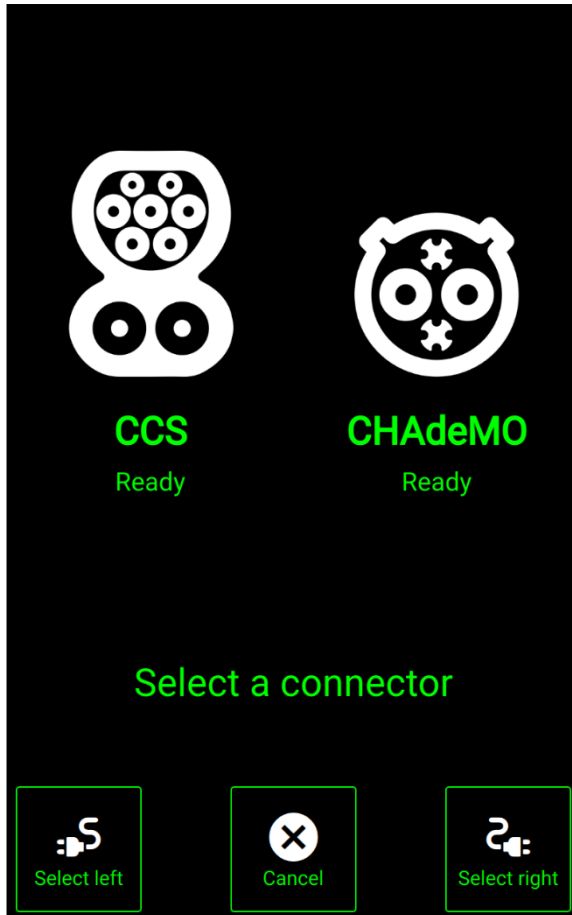 CCS
Ready
CHAdeMO
Ready
Select a connector
Select left
Cancel
Select right